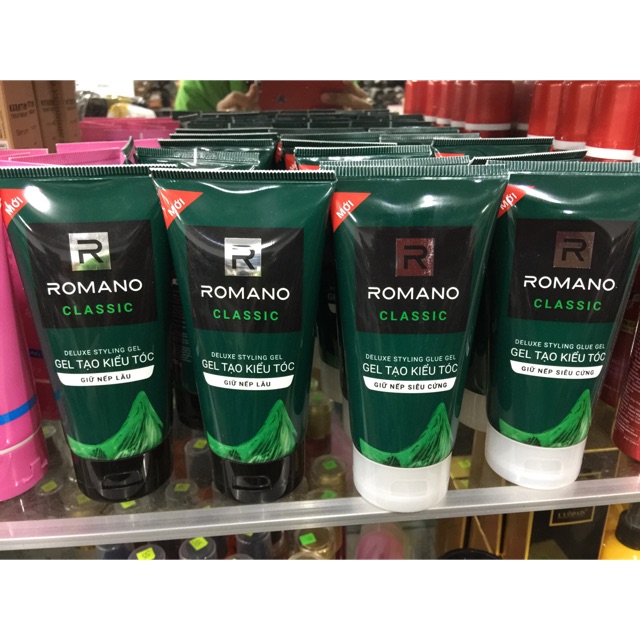 MỚI
R
ROMANO
CLASSIC
DELUXE STYLING GEL
GEL TẠO KIỂU TÓC
GIỮ NẾP LÂU
MỚI
R
ROMANO
CLASSIC
DELUXE STYLING GEL
GEL TẠO KIỂU TÓC
GIỮ NẾP LÂU
MỚI
R
ROMANO
CLASSIC
DELUXE STYLING GLUE GEL
GEL TẠO KIỂU TÓC
GIỮ NẾP SIÊU CỨNG
MỚI
R
ROMANO
CLASSIC
DELUXE STYLING GLUE GEL
GEL TẠO KIỂU TÓC
GIỮ NẾP SIÊU CỨNG